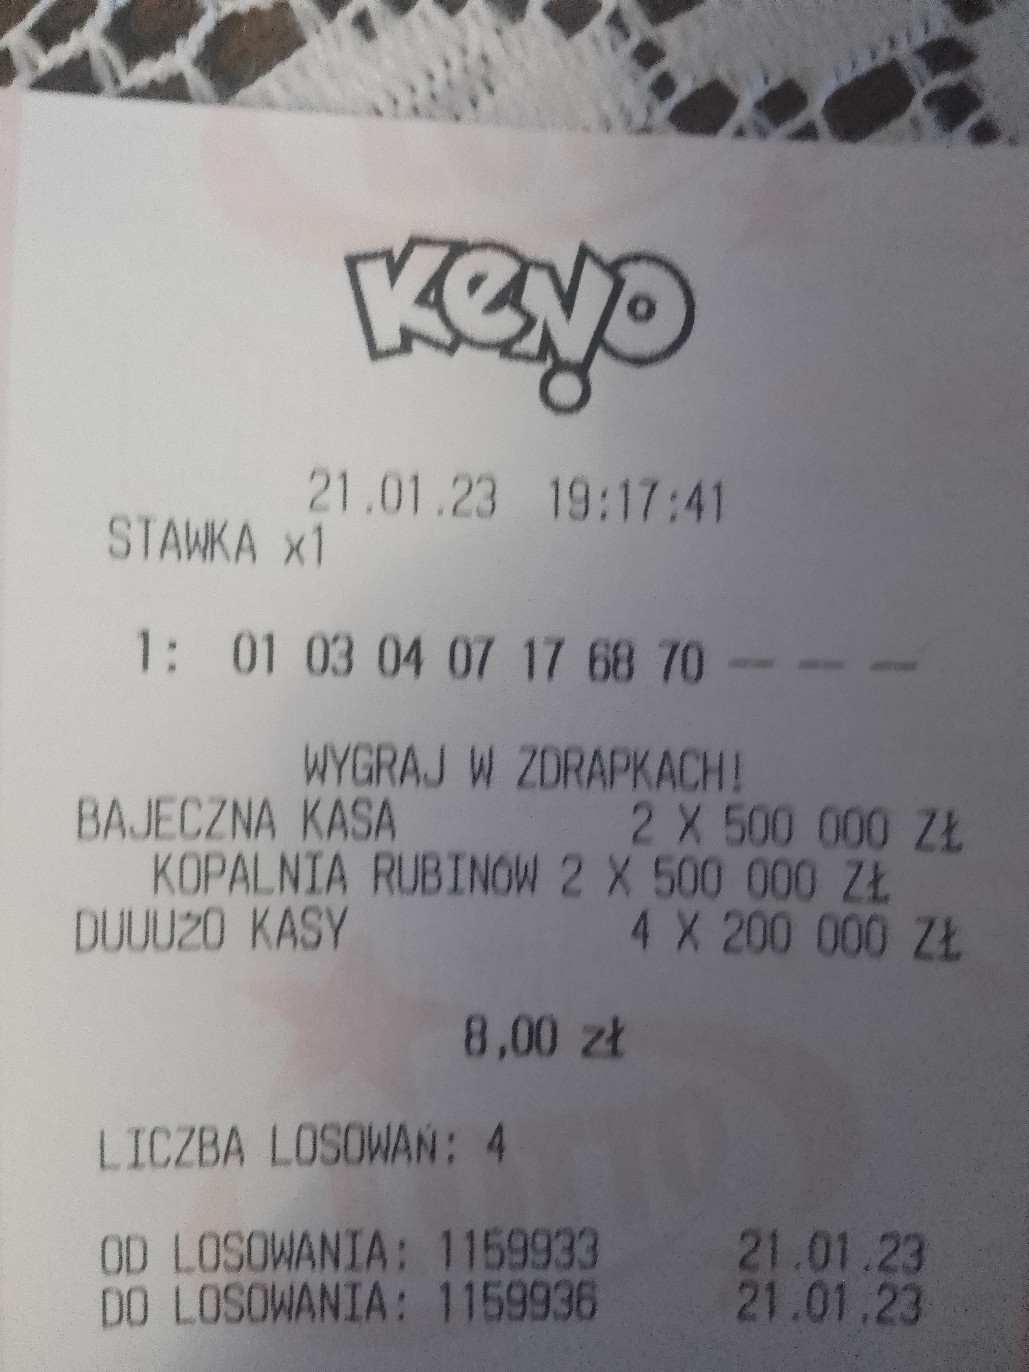 KENO
21.01.23 19:17:41
STAWKA x1
1: 01 03 04 07 17 68 70 — — —
WYGRAJ W ZDRAPKACH!
BAJECZNA KASA 2 X 500 000 ZŁ
KOPALNIA RUBINÓW 2 X 500 000 ZŁ
DUUUŻO KASY 4 X 200 000 ZŁ
8,00 zł
LICZBA LOSOWAŃ: 4
OD LOSOWANIA: 1159933 21.01.23
DO LOSOWANIA: 1159936 21.01.23